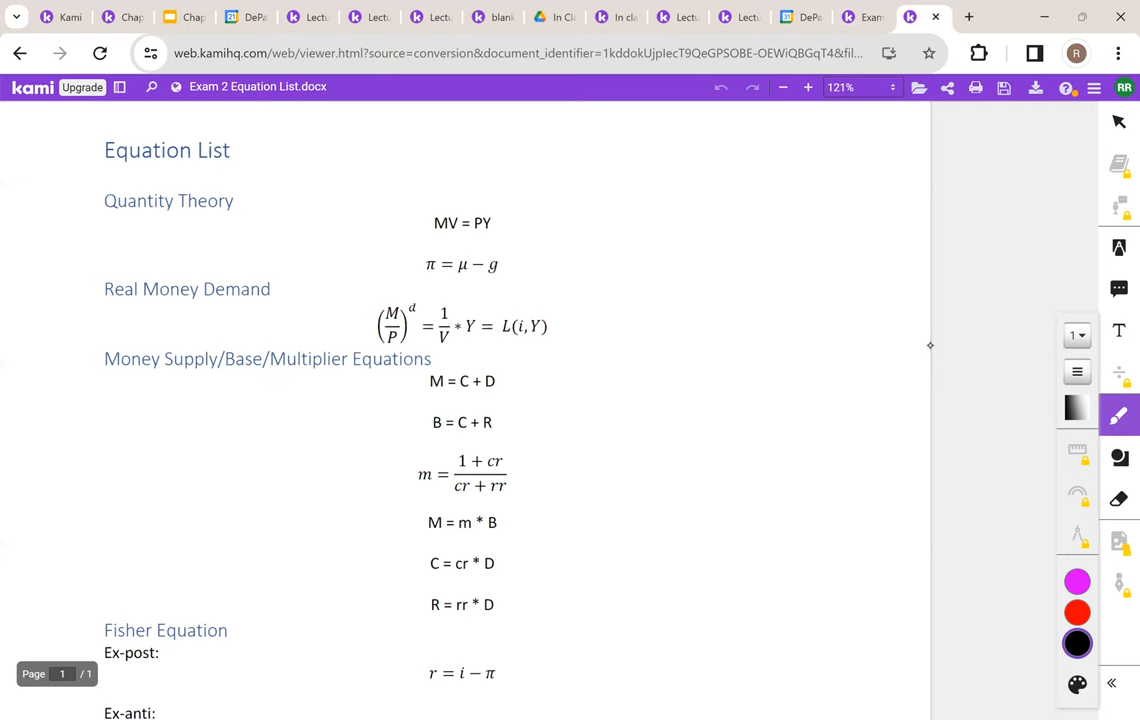 Kami
Chap
Chap
DePa
Lectu
Lectu
Lectu
blank
In Cla
In cla
Lectu
Lectu
DePa
Exam
web.kamihq.com/web/viewer.html?source=conversion&document_identifier=1kddokUjpIecT9QeGPSOBE-OEWiQBGqT4&fil...
R
kami Upgrade Exam 2 Equation List.docx 121% RR
Equation List
Quantity Theory
MV = PY
π = μ − g
Real Money Demand
(M/P)^d = 1/V * Y = L(i,Y)
Money Supply/Base/Multiplier Equations
M = C + D
B = C + R
m = (1 + cr)/(cr + rr)
M = m * B
C = cr * D
R = rr * D
Fisher Equation
Ex-post:
r = i − π
Ex-anti:
Page 1 / 1
1
T